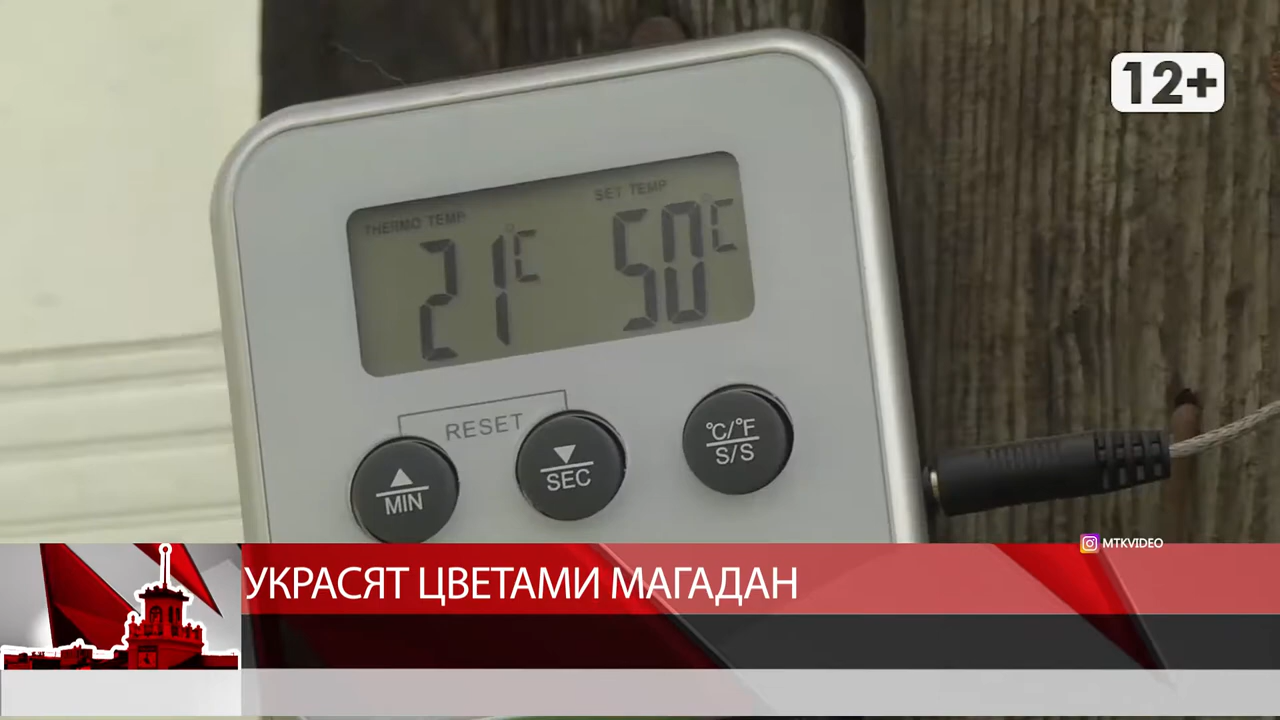 12+
THERMO TEMP
SET TEMP
21°C
50°C
RESET
MIN
SEC
°C/°F
S/S
MTKVIDEO
УКРАСЯТ ЦВЕТАМИ МАГАДАН